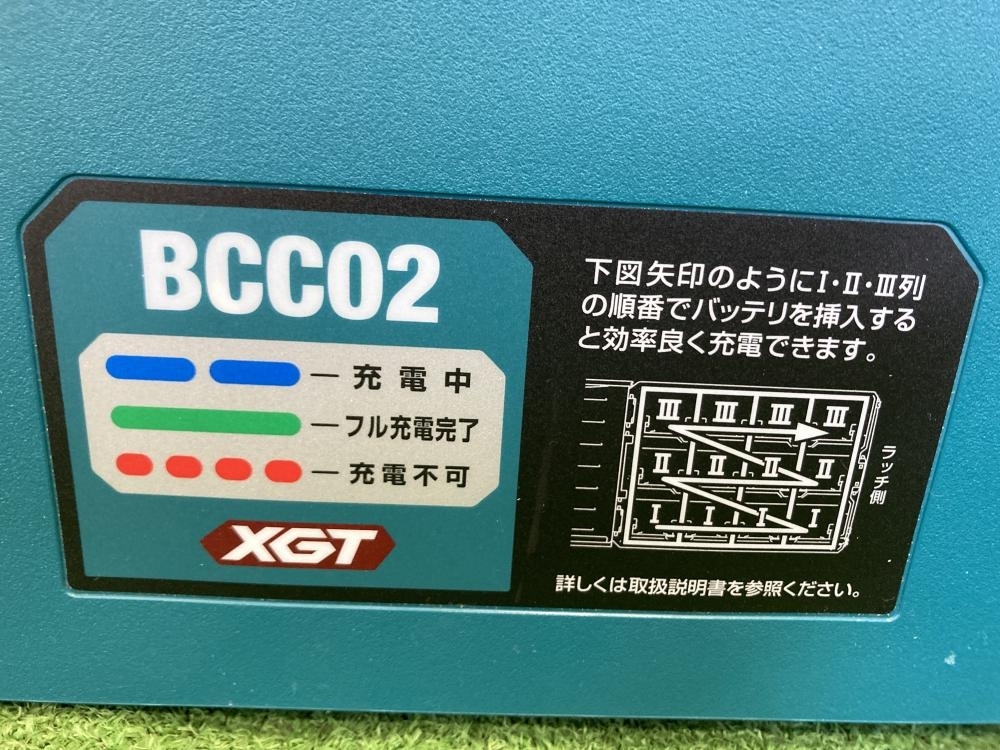 BCC02
充電中
フル充電完了
充電不可
XGT
下図矢印のようにⅠ・Ⅱ・Ⅲ列
の順番でバッテリを挿入する
と効率良く充電できます。
Ⅲ Ⅲ Ⅲ Ⅲ
Ⅱ Ⅱ Ⅱ Ⅱ
Ⅰ Ⅰ Ⅰ Ⅰ
ラッチ側
詳しくは取扱説明書を参照ください。